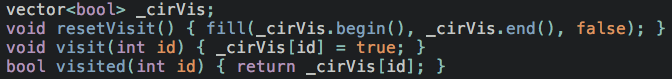 vector<bool> _cirVis;
void resetVisit() { fill(_cirVis.begin(), _cirVis.end(), false); }
void visit(int id) { _cirVis[id] = true; }
bool visited(int id) { return _cirVis[id]; }